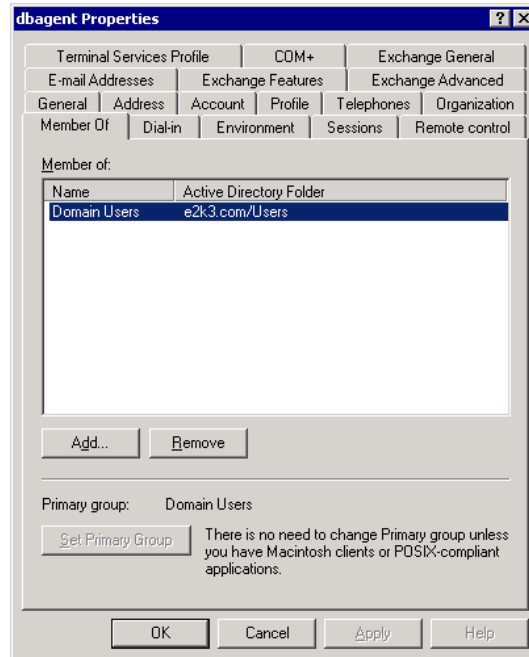 dbagent Properties
Terminal Services Profile COM+ Exchange General
E-mail Addresses Exchange Features Exchange Advanced
General Address Account Profile Telephones Organization
Member Of Dial-in Environment Sessions Remote control
Member of:
Name Active Directory Folder
Domain Users e2k3.com/Users
Add... Remove
Primary group: Domain Users
Set Primary Group There is no need to change Primary group unless
you have Macintosh clients or POSIX-compliant
applications.
OK Cancel Apply Help